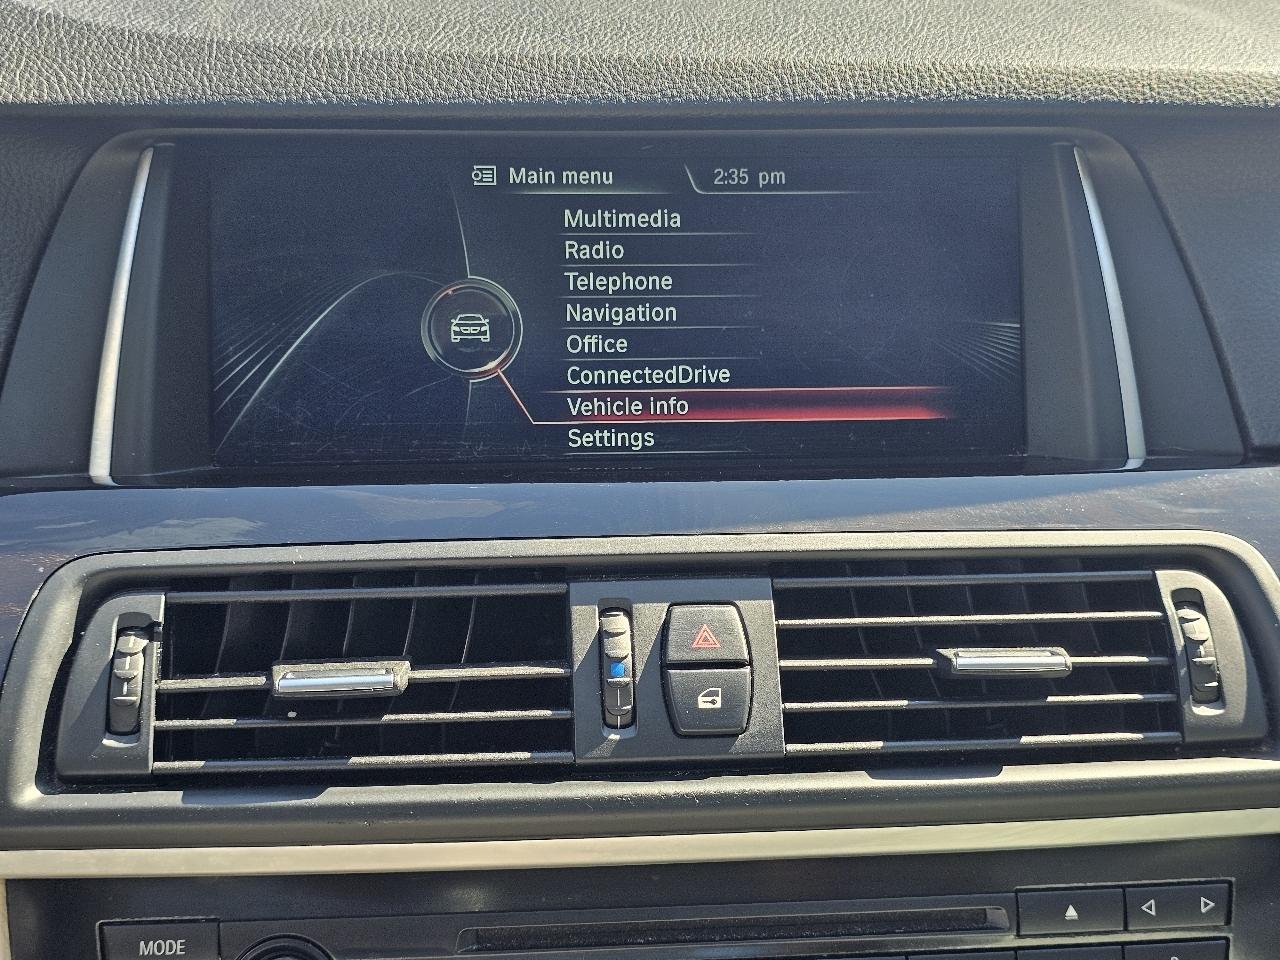 Main menu 2:35 pm
Multimedia
Radio
Telephone
Navigation
Office
ConnectedDrive
Vehicle info
Settings
MODE